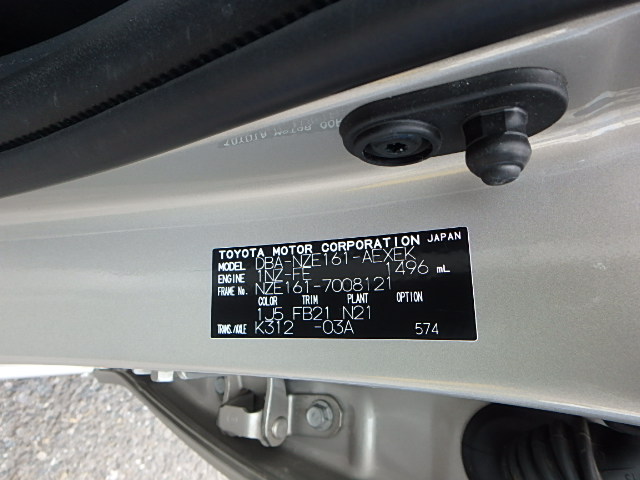 TOYOTA MOTOR CORPORATION JAPAN
MODEL DBA-NZE161-AEXEK
ENGINE 1NZ-FE 1496 mL
FRAME No. NZE161-7008121
COLOR TRIM PLANT OPTION
1J5 FB21 N21
TRANS./AXLE K312 -03A 574